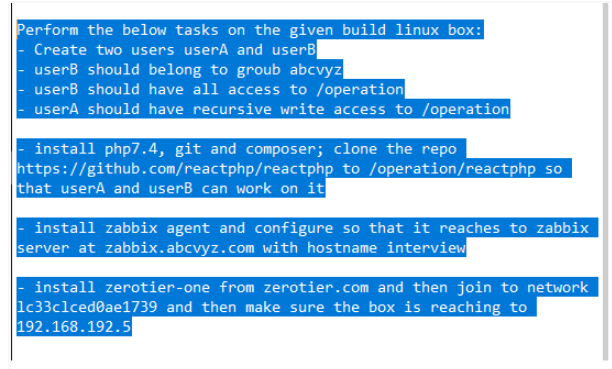 Perform the below tasks on the given build linux box:
- Create two users userA and userB
- userB should belong to groub abcvyz
- userB should have all access to /operation
- userA should have recursive write access to /operation
- install php7.4, git and composer; clone the repo
https://github.com/reactphp/reactphp to /operation/reactphp so
that userA and userB can work on it
- install zabbix agent and configure so that it reaches to zabbix
server at zabbix.abcvyz.com with hostname interview
- install zerotier-one from zerotier.com and then join to network
lc33clced0ae1739 and then make sure the box is reaching to
192.168.192.5